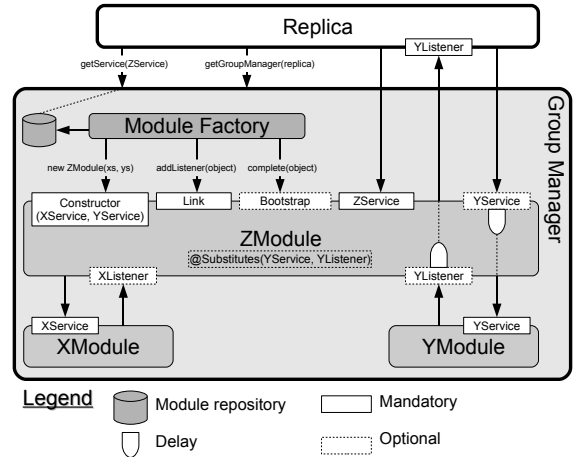 Replica
YListener
getService(ZService)
getGroupManager(replica)
Group Manager
Module Factory
new ZModule(xs, ys)
addListener(object)
complete(object)
Constructor
(XService, YService)
Link
Bootstrap
ZService
YService
ZModule
@Substitutes(YService, YListener)
XListener
YListener
XService
YService
XModule
YModule
Legend
Module repository
Mandatory
Delay
Optional